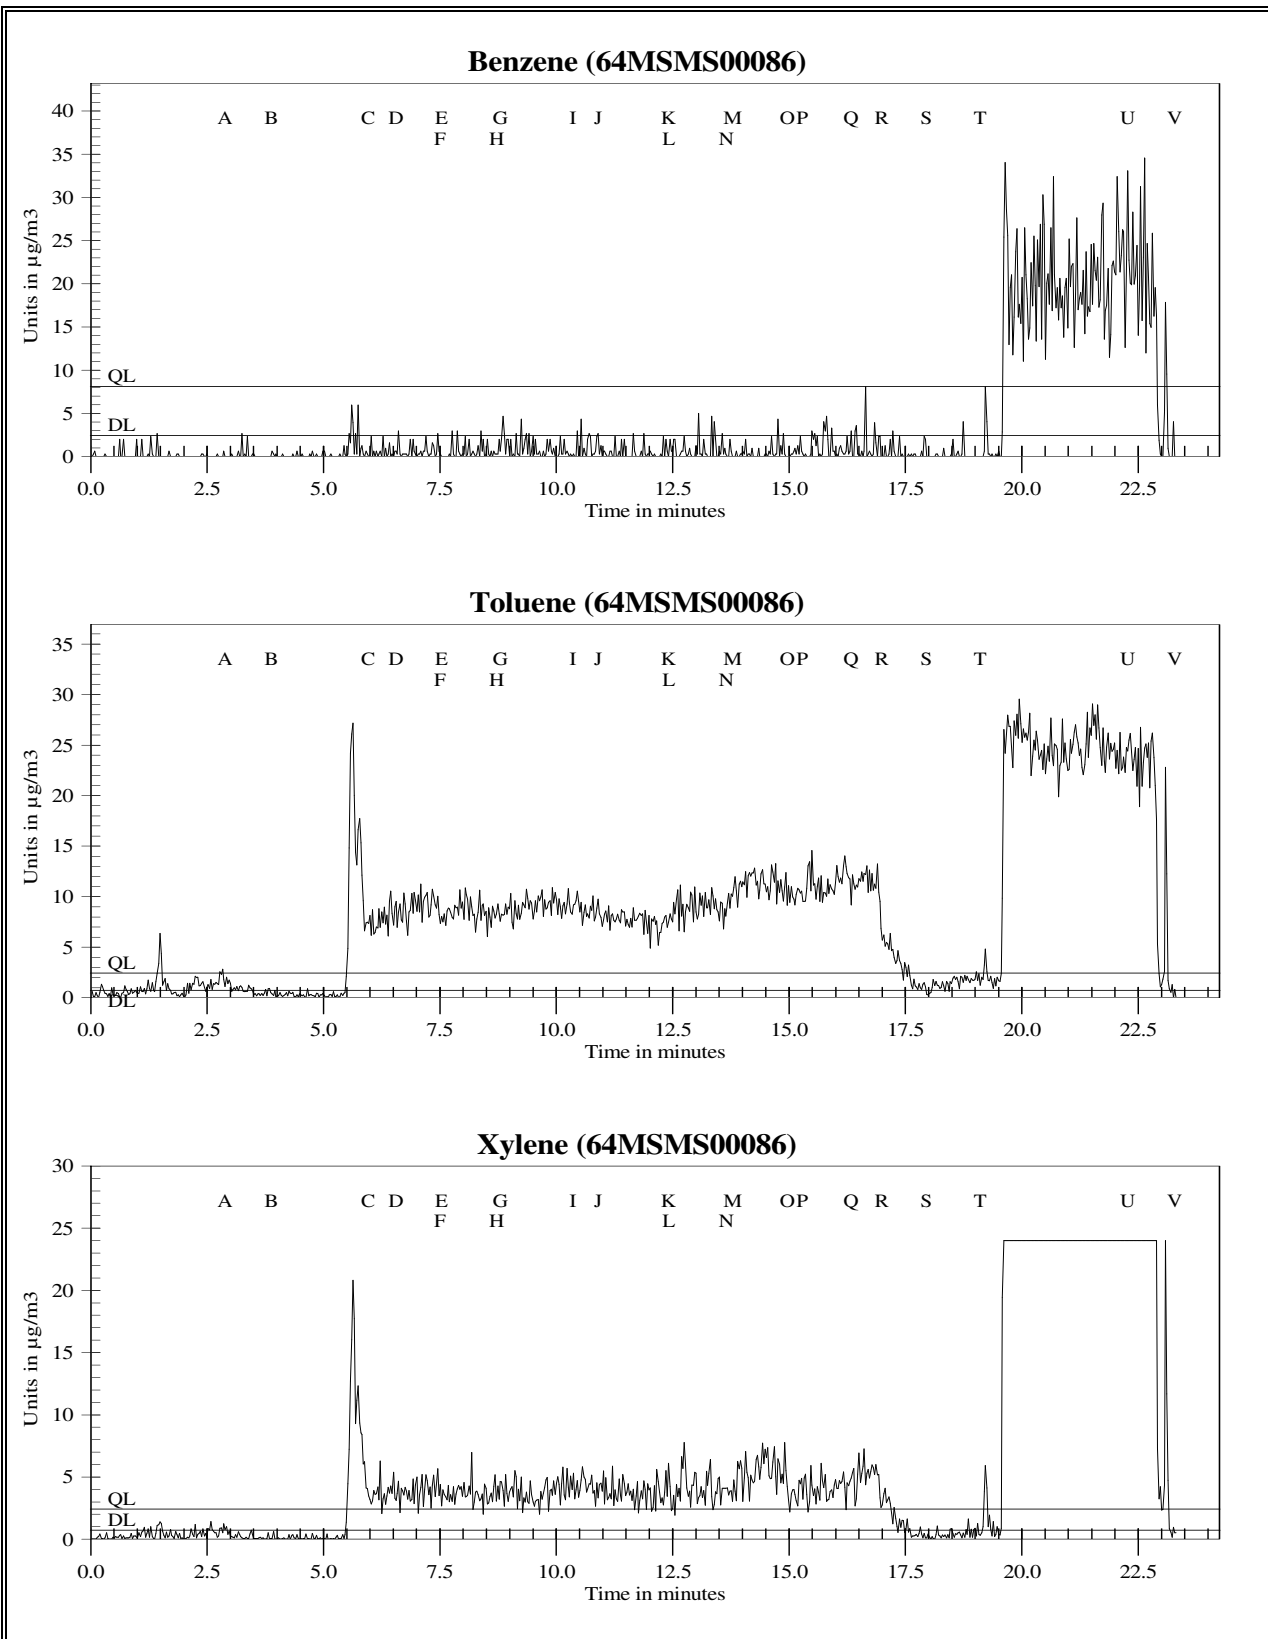 Benzene (64MSMS00086)
40
A B C D E G I J K M OP Q R S T U V
F H L N
35
30
25
20
15
10
QL
5
DL
0
Units in µg/m3
0.0 2.5 5.0 7.5 10.0 12.5 15.0 17.5 20.0 22.5
Time in minutes
Toluene (64MSMS00086)
35
A B C D E G I J K M OP Q R S T U V
F H L N
30
25
20
15
10
5
QL
0
DL
Units in µg/m3
0.0 2.5 5.0 7.5 10.0 12.5 15.0 17.5 20.0 22.5
Time in minutes
Xylene (64MSMS00086)
30
A B C D E G I J K M OP Q R S T U V
F H L N
25
20
15
10
5
QL
DL
0
Units in µg/m3
0.0 2.5 5.0 7.5 10.0 12.5 15.0 17.5 20.0 22.5
Time in minutes